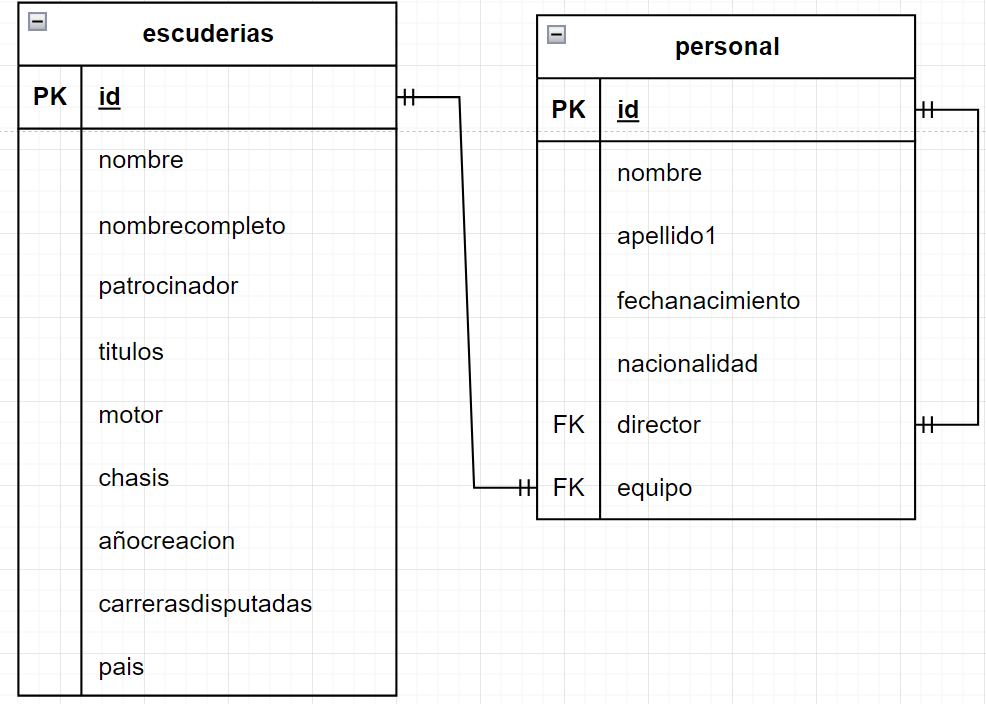 escuderias
PK id
nombre
nombrecompleto
patrocinador
titulos
motor
chasis
añocreacion
carrerasdisputadas
pais
personal
PK id
nombre
apellido1
fechanacimiento
nacionalidad
FK director
FK equipo